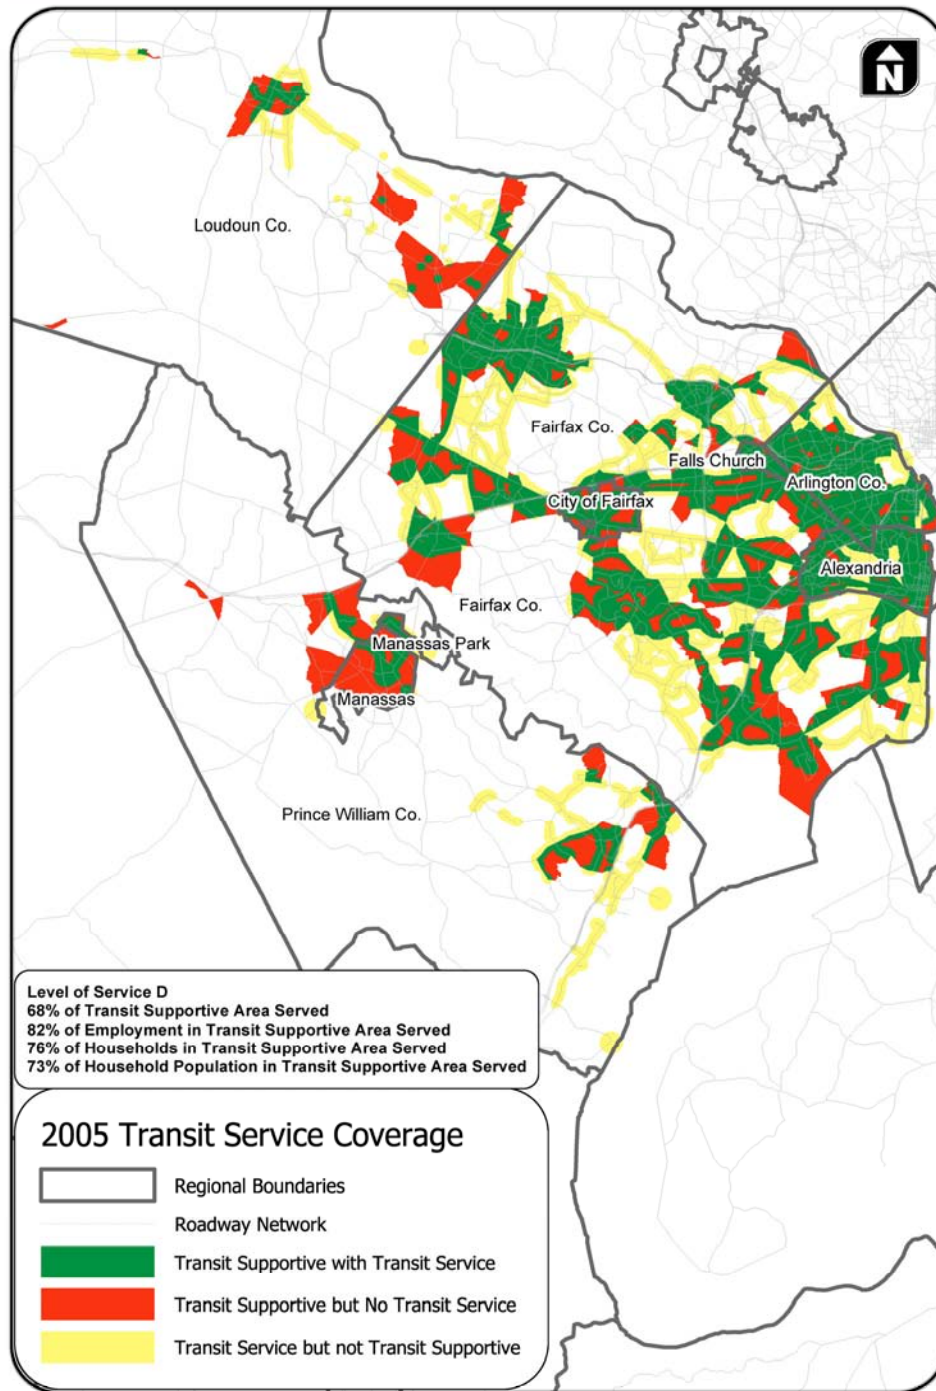 N
Loudoun Co.
Fairfax Co.
Falls Church
Arlington Co.
City of Fairfax
Alexandria
Fairfax Co.
Manassas Park
Manassas
Prince William Co.
Level of Service D
68% of Transit Supportive Area Served
82% of Employment in Transit Supportive Area Served
76% of Households in Transit Supportive Area Served
73% of Household Population in Transit Supportive Area Served
2005 Transit Service Coverage
Regional Boundaries
Roadway Network
Transit Supportive with Transit Service
Transit Supportive but No Transit Service
Transit Service but not Transit Supportive